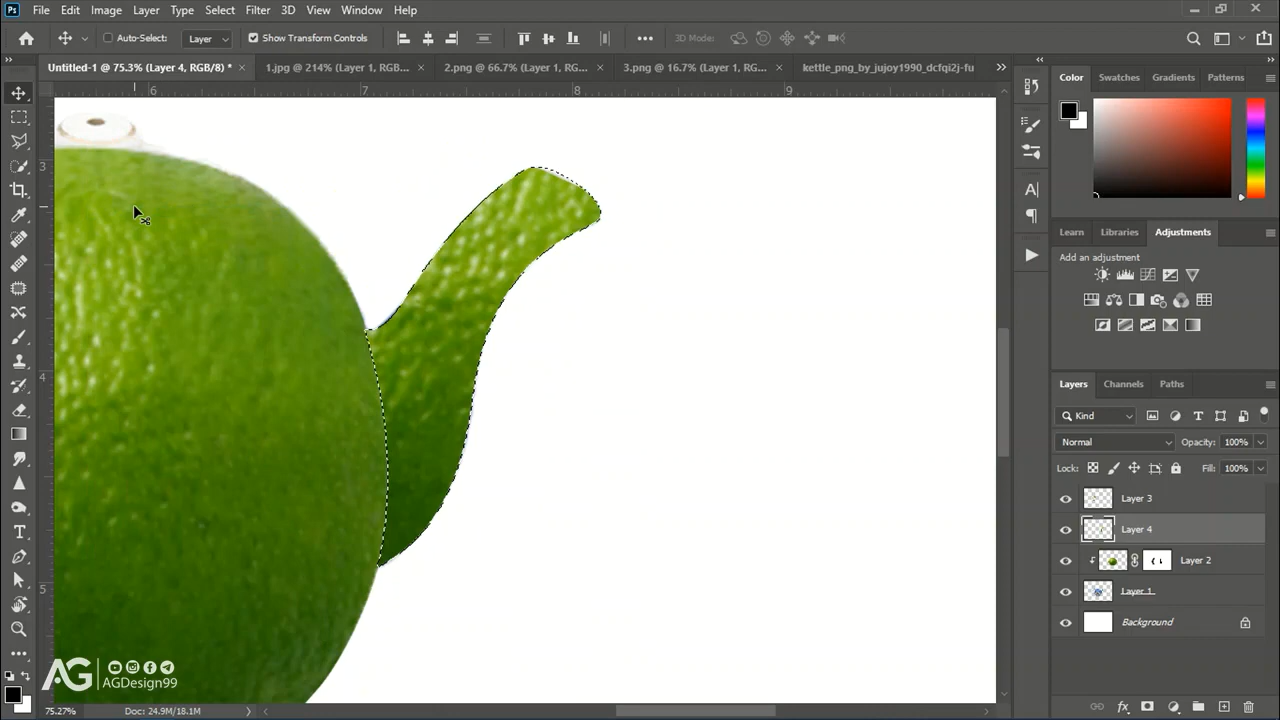 Ps File Edit Image Layer Type Select Filter 3D View Window Help
Auto-Select: Layer Show Transform Controls 3D Mode:
Untitled-1 @ 75.3% (Layer 4, RGB/8) * × 1.jpg @ 214% (Layer 1, RGB... × 2.png @ 66.7% (Layer 1, RG... × 3.png @ 16.7% (Layer 1, RGB... × kettle_png_by_jujoy1990_dcfqi2j-fu
6 7 8 9
3
4
5
Color Swatches Gradients Patterns
Learn Libraries Adjustments
Add an adjustment
Layers Channels Paths
Kind
Normal Opacity: 100%
Lock: Fill: 100%
Layer 3
Layer 4
Layer 2
Layer 1
Background
AG AGDesign99
75.27% Doc: 24.9M/18.1M